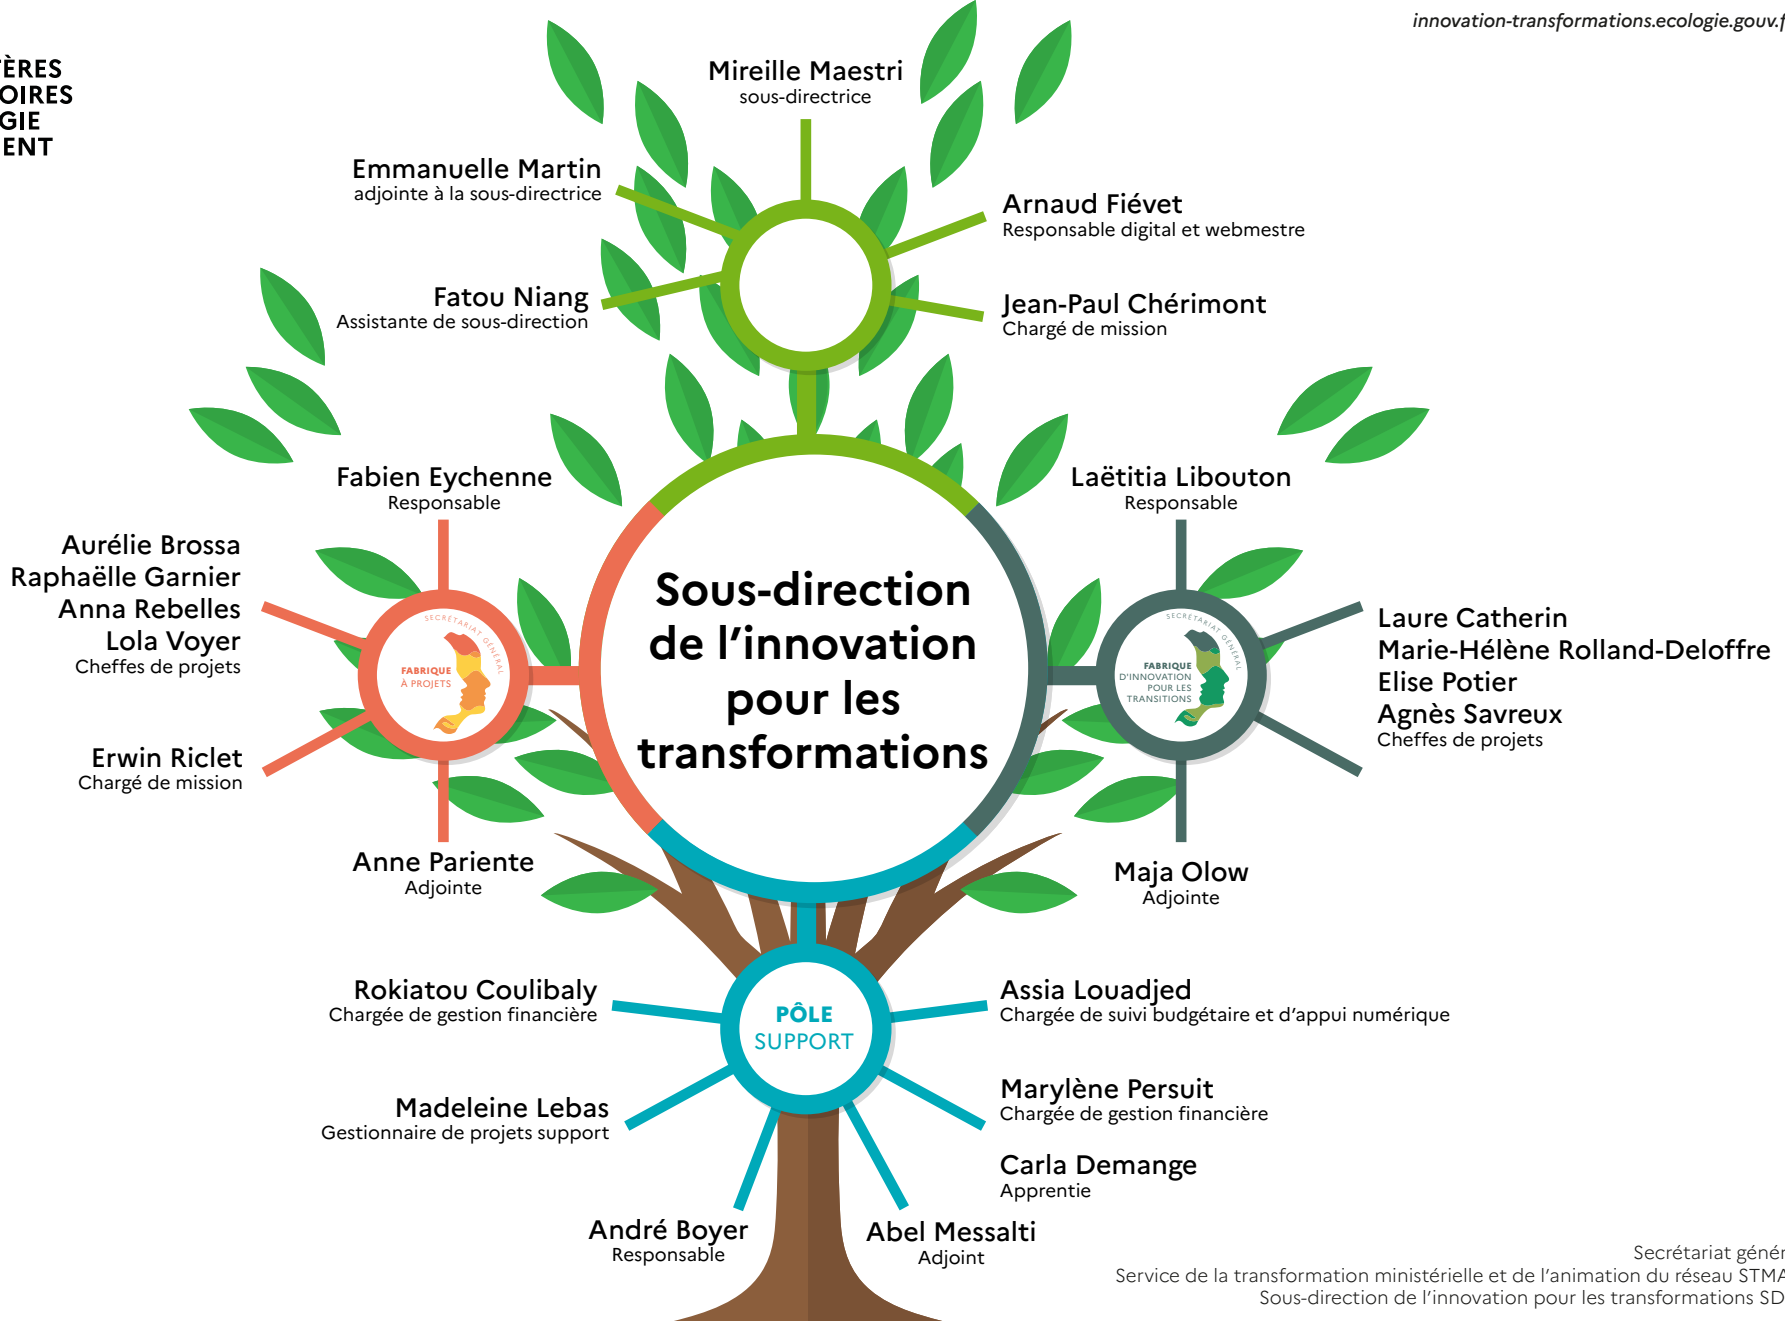 innovation-transformations.ecologie.gouv.f
ÈRES
OIRES
GIE
ENT
Mireille Maestri
sous-directrice
Emmanuelle Martin
adjointe à la sous-directrice
Arnaud Fiévet
Responsable digital et webmestre
Fatou Niang
Assistante de sous-direction
Jean-Paul Chérimont
Chargé de mission
Fabien Eychenne
Responsable
Laëtitia Libouton
Responsable
Aurélie Brossa
Raphaëlle Garnier
Anna Rebelles
Lola Voyer
Cheffes de projets
SECRÉTARIAT GÉNÉRAL
FABRIQUE
À PROJETS
Erwin Riclet
Chargé de mission
Anne Pariente
Adjointe
Sous-direction
de l'innovation
pour les
transformations
SECRÉTARIAT GÉNÉRAL
FABRIQUE
D'INNOVATION
POUR LES
TRANSITIONS
Laure Catherin
Marie-Hélène Rolland-Deloffre
Elise Potier
Agnès Savreux
Cheffes de projets
Maja Olow
Adjointe
PÔLE
SUPPORT
Rokiatou Coulibaly
Chargée de gestion financière
Assia Louadjed
Chargée de suivi budgétaire et d'appui numérique
Madeleine Lebas
Gestionnaire de projets support
Marylène Persuit
Chargée de gestion financière
Carla Demange
Apprentie
André Boyer
Responsable
Abel Messalti
Adjoint
Secrétariat génér
Service de la transformation ministérielle et de l'animation du réseau STMA
Sous-direction de l'innovation pour les transformations SD